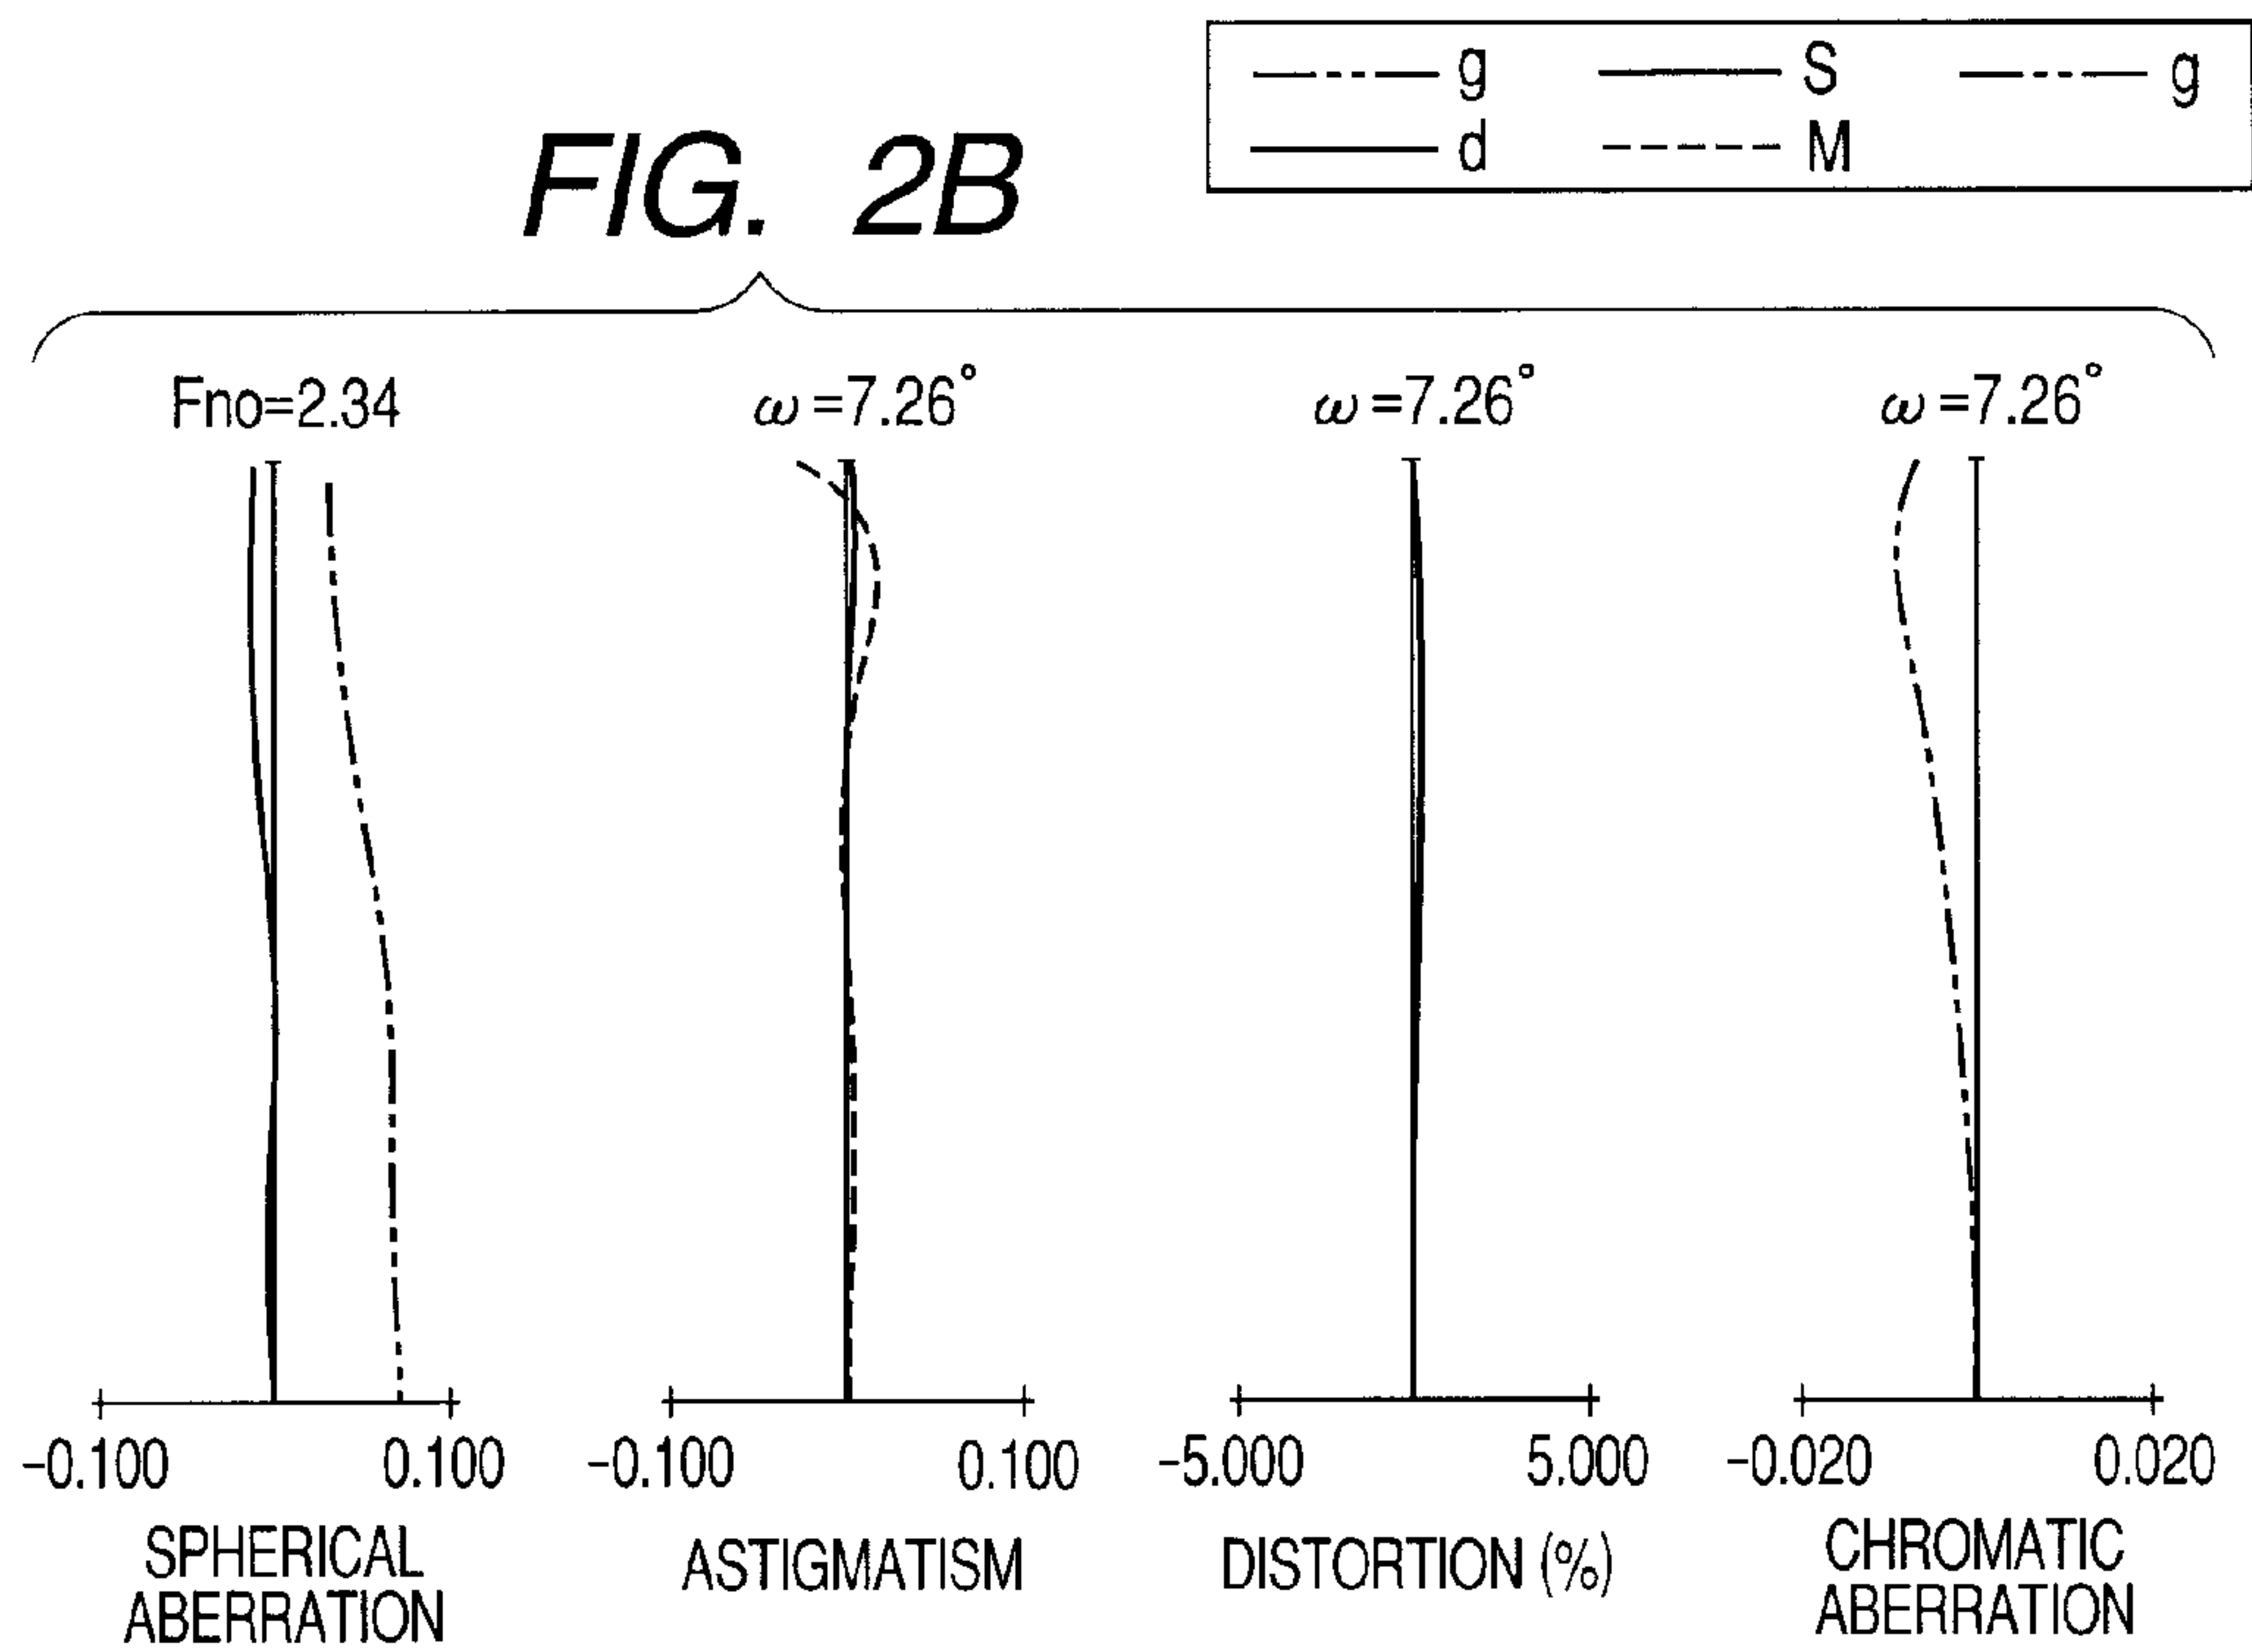 g S g
d M
FIG. 2B
Fno=2.34
ω=7.26°
ω=7.26°
ω=7.26°
-0.100 0.100
-0.100 0.100
-5.000 5.000
-0.020 0.020
SPHERICAL
ABERRATION
ASTIGMATISM
DISTORTION (%)
CHROMATIC
ABERRATION